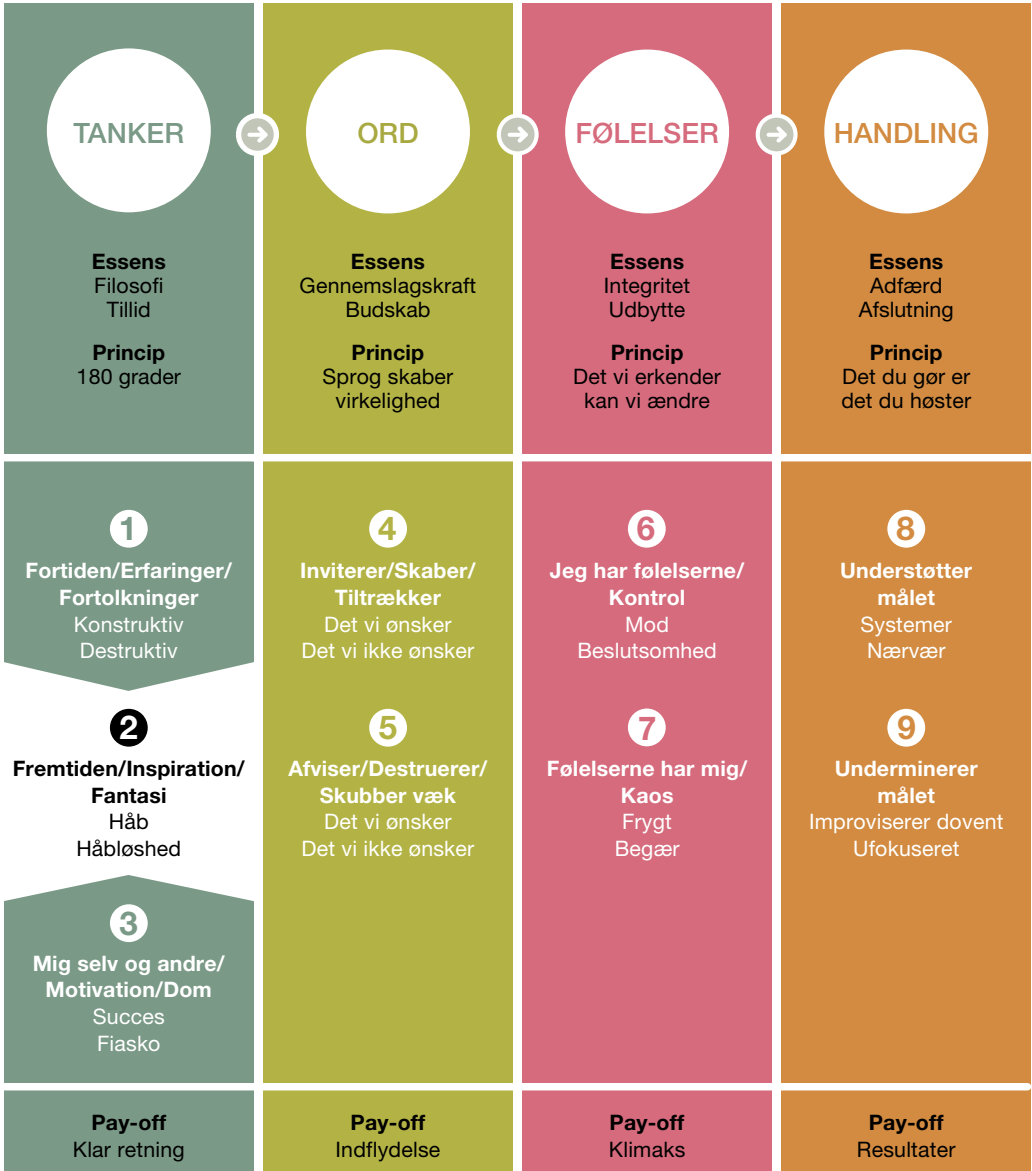 TANKER
ORD
FØLELSER
HANDLING
Essens
Filosofi
Tillid
Princip
180 grader
Essens
Gennemslagskraft
Budskab
Princip
Sprog skaber
virkelighed
Essens
Integritet
Udbytte
Princip
Det vi erkender
kan vi ændre
Essens
Adfærd
Afslutning
Princip
Det du gør er
det du høster
1
Fortiden/Erfaringer/
Fortolkninger
Konstruktiv
Destruktiv
2
Fremtiden/Inspiration/
Fantasi
Håb
Håbløshed
3
Mig selv og andre/
Motivation/Dom
Succes
Fiasko
4
Inviterer/Skaber/
Tiltrækker
Det vi ønsker
Det vi ikke ønsker
5
Afviser/Destruerer/
Skubber væk
Det vi ønsker
Det vi ikke ønsker
6
Jeg har følelserne/
Kontrol
Mod
Beslutsomhed
7
Følelserne har mig/
Kaos
Frygt
Begær
8
Understøtter
målet
Systemer
Nærvær
9
Underminerer
målet
Improviserer dovent
Ufokuseret
Pay-off
Klar retning
Pay-off
Indflydelse
Pay-off
Klimaks
Pay-off
Resultater